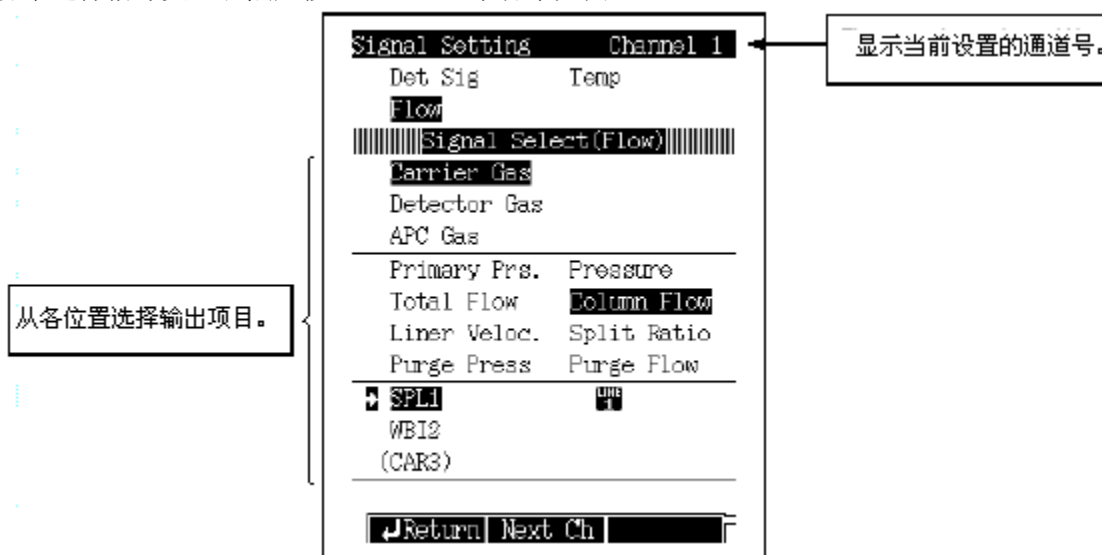 Signal Setting Channel 1
显示当前设置的通道号。
Det Sig Temp
Flow
Signal Select(Flow)
Carrier Gas
Detector Gas
APC Gas
Primary Prs. Pressure
Total Flow Column Flow
从各位置选择输出项目。
Liner Veloc. Split Ratio
Purge Press Purge Flow
SPL1 LINE 1
WBI2
(CAR3)
Return Next Ch